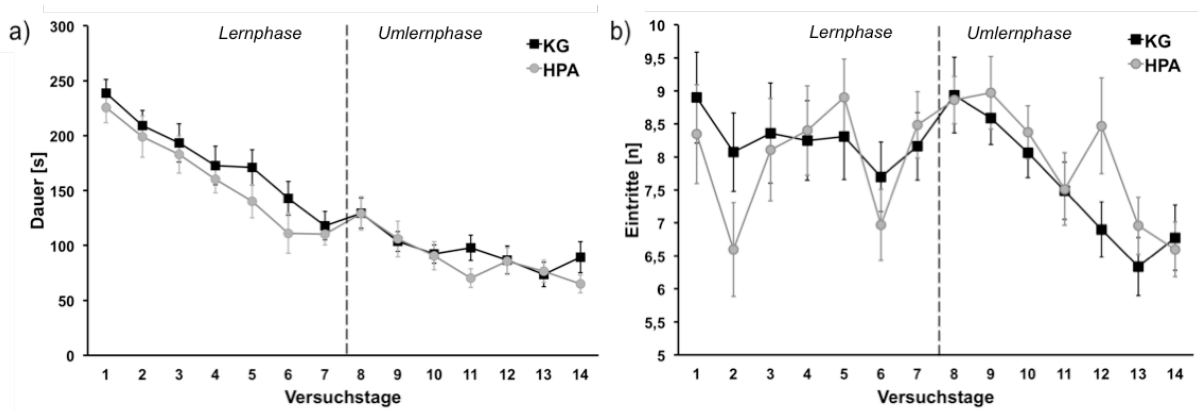 a)
Lernphase
Umlernphase
KG
HPA
Dauer [s]
300
250
200
150
100
50
0
1 2 3 4 5 6 7 8 9 10 11 12 13 14
Versuchstage
b)
Lernphase
Umlernphase
KG
HPA
Eintritte [n]
10
9,5
9
8,5
8
7,5
7
6,5
6
5,5
5
1 2 3 4 5 6 7 8 9 10 11 12 13 14
Versuchstage